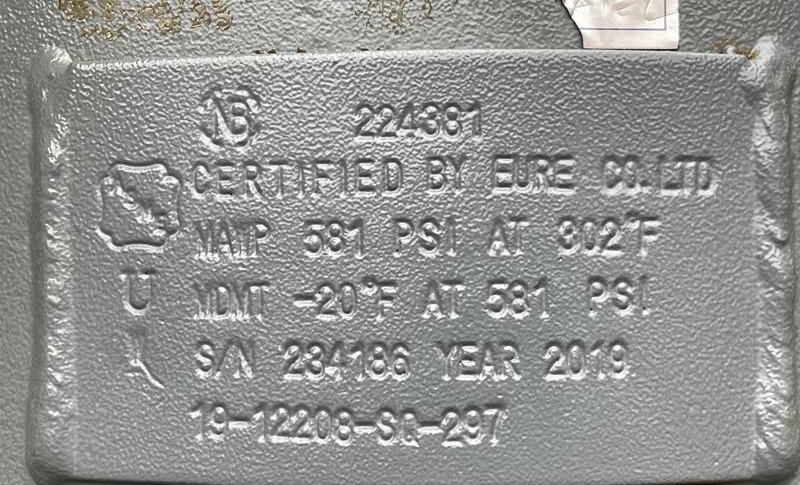 NB 224381
CERTIFIED BY EURE CO.LTD
MAWP 581 PSI AT 302°F
U
MDMT -20°F AT 581 PSI
S/N 234186 YEAR 2019
19-12208-SQ-297